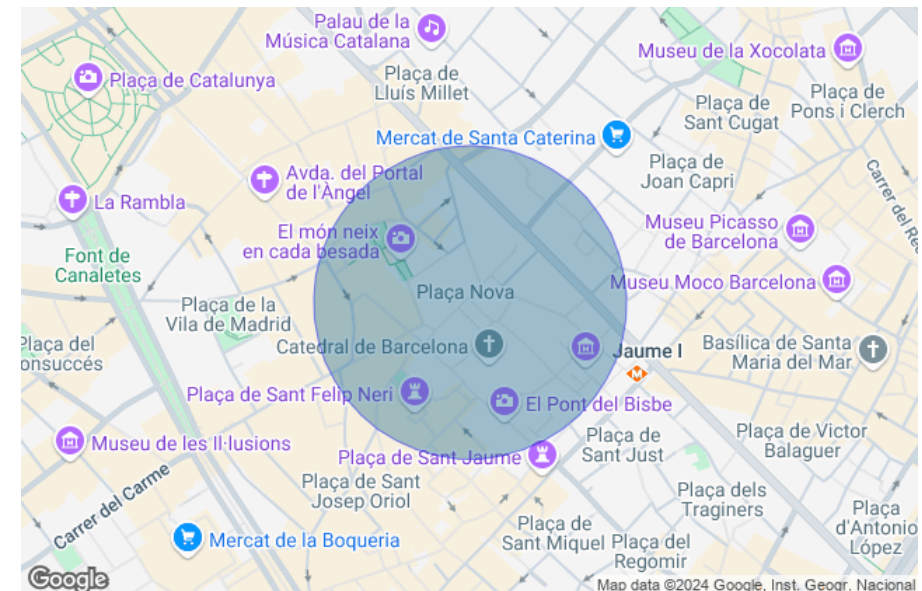 Palau de la
Música Catalana
Museu de la Xocolata
Plaça de Catalunya
Plaça de
Lluís Millet
Plaça de
Sant Cugat
Plaça de
Pons i Clerch
Mercat de Santa Caterina
Plaça de
Joan Capri
Avda. del Portal
de l'Àngel
La Rambla
Carrer del Re
Museu Picasso
de Barcelona
El món neix
en cada besada
Font de
Canaletes
Museu Moco Barcelona
Plaça Nova
Plaça de la
Vila de Madrid
Plaça del
onsuccés
Catedral de Barcelona
Jaume I
Basílica de Santa
Maria del Mar
Plaça de Sant Felip Neri
El Pont del Bisbe
Museu de les Il·lusions
Plaça de Sant Jaume
Plaça de
Sant Just
Plaça de Victor
Balaguer
Plaça de Sant
Josep Oriol
Carrer del Carme
Plaça dels
Traginers
Plaça
d'Antonio
López
Mercat de la Boqueria
Plaça de
Sant Miquel
Plaça del
Regomir
Google
Map data ©2024 Google, Inst. Geogr. Nacional